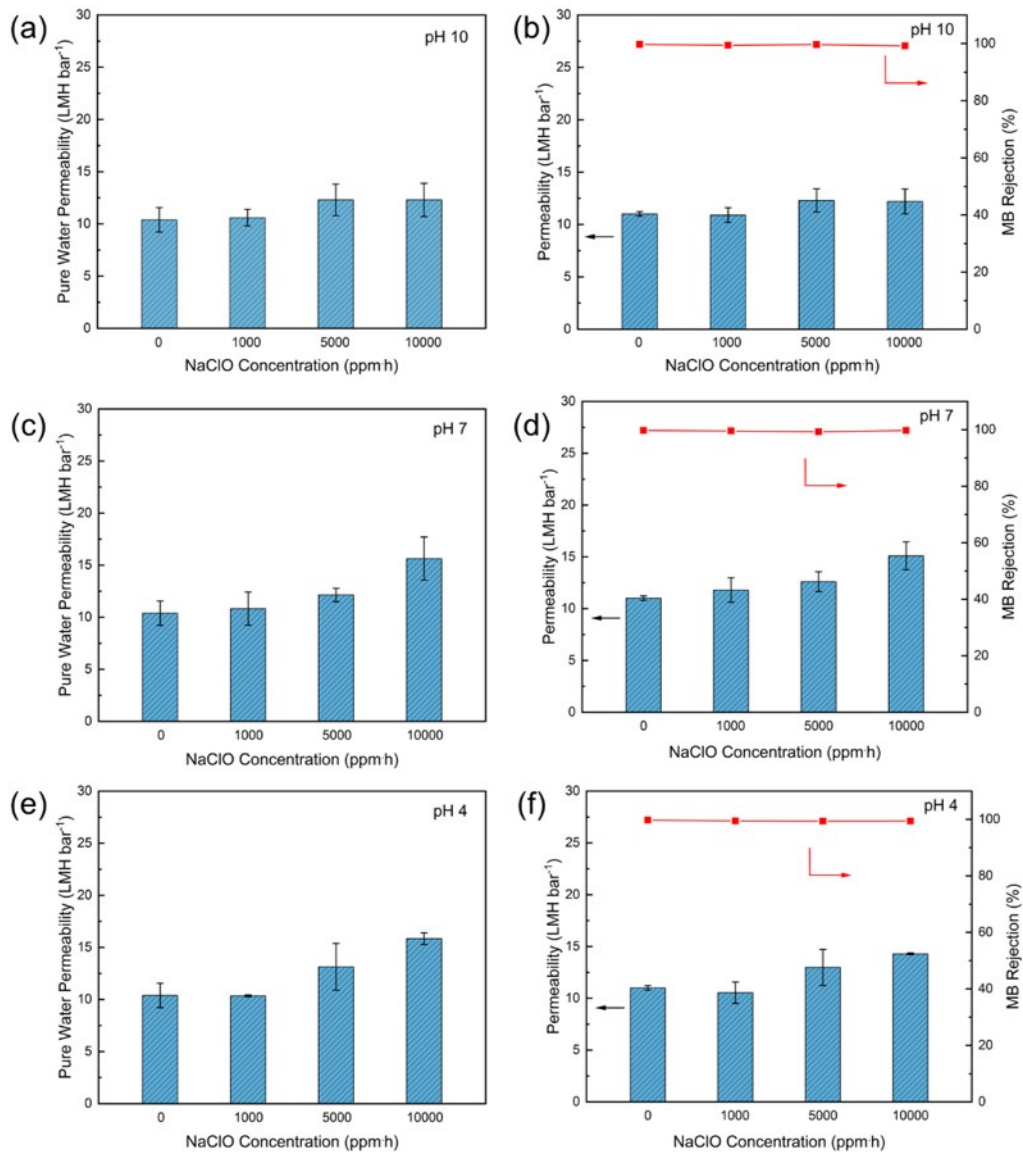 (a)
pH 10
Pure Water Permeability (LMH bar⁻¹)
30
25
20
15
10
5
0
0 1000 5000 10000
NaClO Concentration (ppm·h)
(b)
pH 10
Permeability (LMH bar⁻¹)
30
25
20
15
10
5
0
100
80
60
40
20
0
MB Rejection (%)
0 1000 5000 10000
NaClO Concentration (ppm·h)
(c)
pH 7
Pure Water Permeability (LMH bar⁻¹)
30
25
20
15
10
5
0
0 1000 5000 10000
NaClO Concentration (ppm·h)
(d)
pH 7
Permeability (LMH bar⁻¹)
30
25
20
15
10
5
0
100
80
60
40
20
0
MB Rejection (%)
0 1000 5000 10000
NaClO Concentration (ppm·h)
(e)
pH 4
Pure Water Permeability (LMH bar⁻¹)
30
25
20
15
10
5
0
0 1000 5000 10000
NaClO Concentration (ppm·h)
(f)
pH 4
Permeability (LMH bar⁻¹)
30
25
20
15
10
5
0
100
80
60
40
20
0
MB Rejection (%)
0 1000 5000 10000
NaClO Concentration (ppm·h)